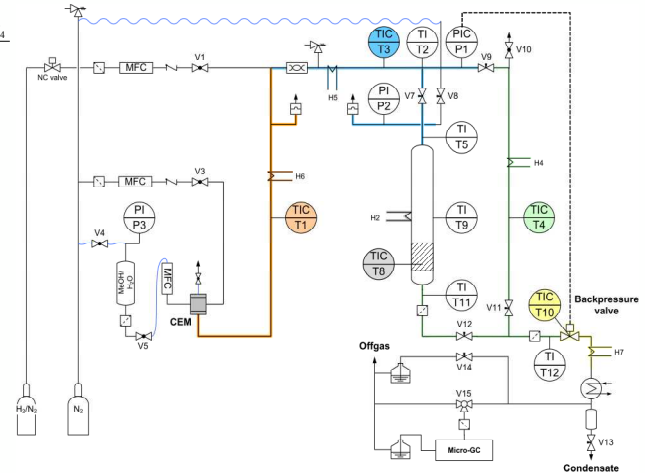 4
NC valve
MFC
V1
H5
TIC
T3
TI
T2
PIC
P1
V9
V10
PI
P2
V7
V8
TI
T5
H4
H6
MFC
V3
PI
P3
V4
MeOH/
H₂O
MFC
V5
CEM
TIC
T1
H2
TI
T9
TIC
T4
TIC
T8
TI
T11
V11
V12
TIC
T10
Backpressure
valve
TI
T12
H7
Offgas
V14
V15
Micro-GC
V13
Condensate
H₂/N₂
N₂